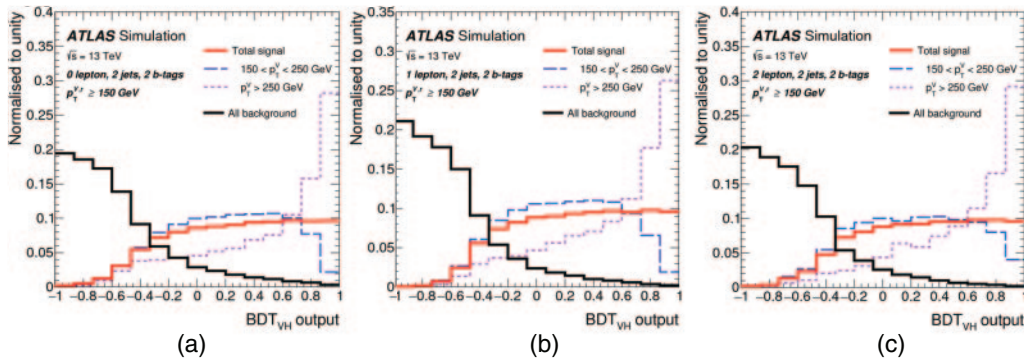 Normalised to unity
0.4
0.35
0.3
0.25
0.2
0.15
0.1
0.05
0
ATLAS Simulation
√s = 13 TeV
0 lepton, 2 jets, 2 b-tags
p_T^{V,r} ≥ 150 GeV
Total signal
150 < p_T^V < 250 GeV
p_T^V > 250 GeV
All background
−1 −0.8 −0.6 −0.4 −0.2 0 0.2 0.4 0.6 0.8 1
BDT_VH output
(a)
Normalised to unity
0.4
0.35
0.3
0.25
0.2
0.15
0.1
0.05
0
ATLAS Simulation
√s = 13 TeV
1 lepton, 2 jets, 2 b-tags
p_T^{V,r} ≥ 150 GeV
Total signal
150 < p_T^V < 250 GeV
p_T^V > 250 GeV
All background
−1 −0.8 −0.6 −0.4 −0.2 0 0.2 0.4 0.6 0.8 1
BDT_VH output
(b)
Normalised to unity
0.4
0.35
0.3
0.25
0.2
0.15
0.1
0.05
0
ATLAS Simulation
√s = 13 TeV
2 lepton, 2 jets, 2 b-tags
p_T^{V,r} ≥ 150 GeV
Total signal
150 < p_T^V < 250 GeV
p_T^V > 250 GeV
All background
−1 −0.8 −0.6 −0.4 −0.2 0 0.2 0.4 0.6 0.8 1
BDT_VH output
(c)